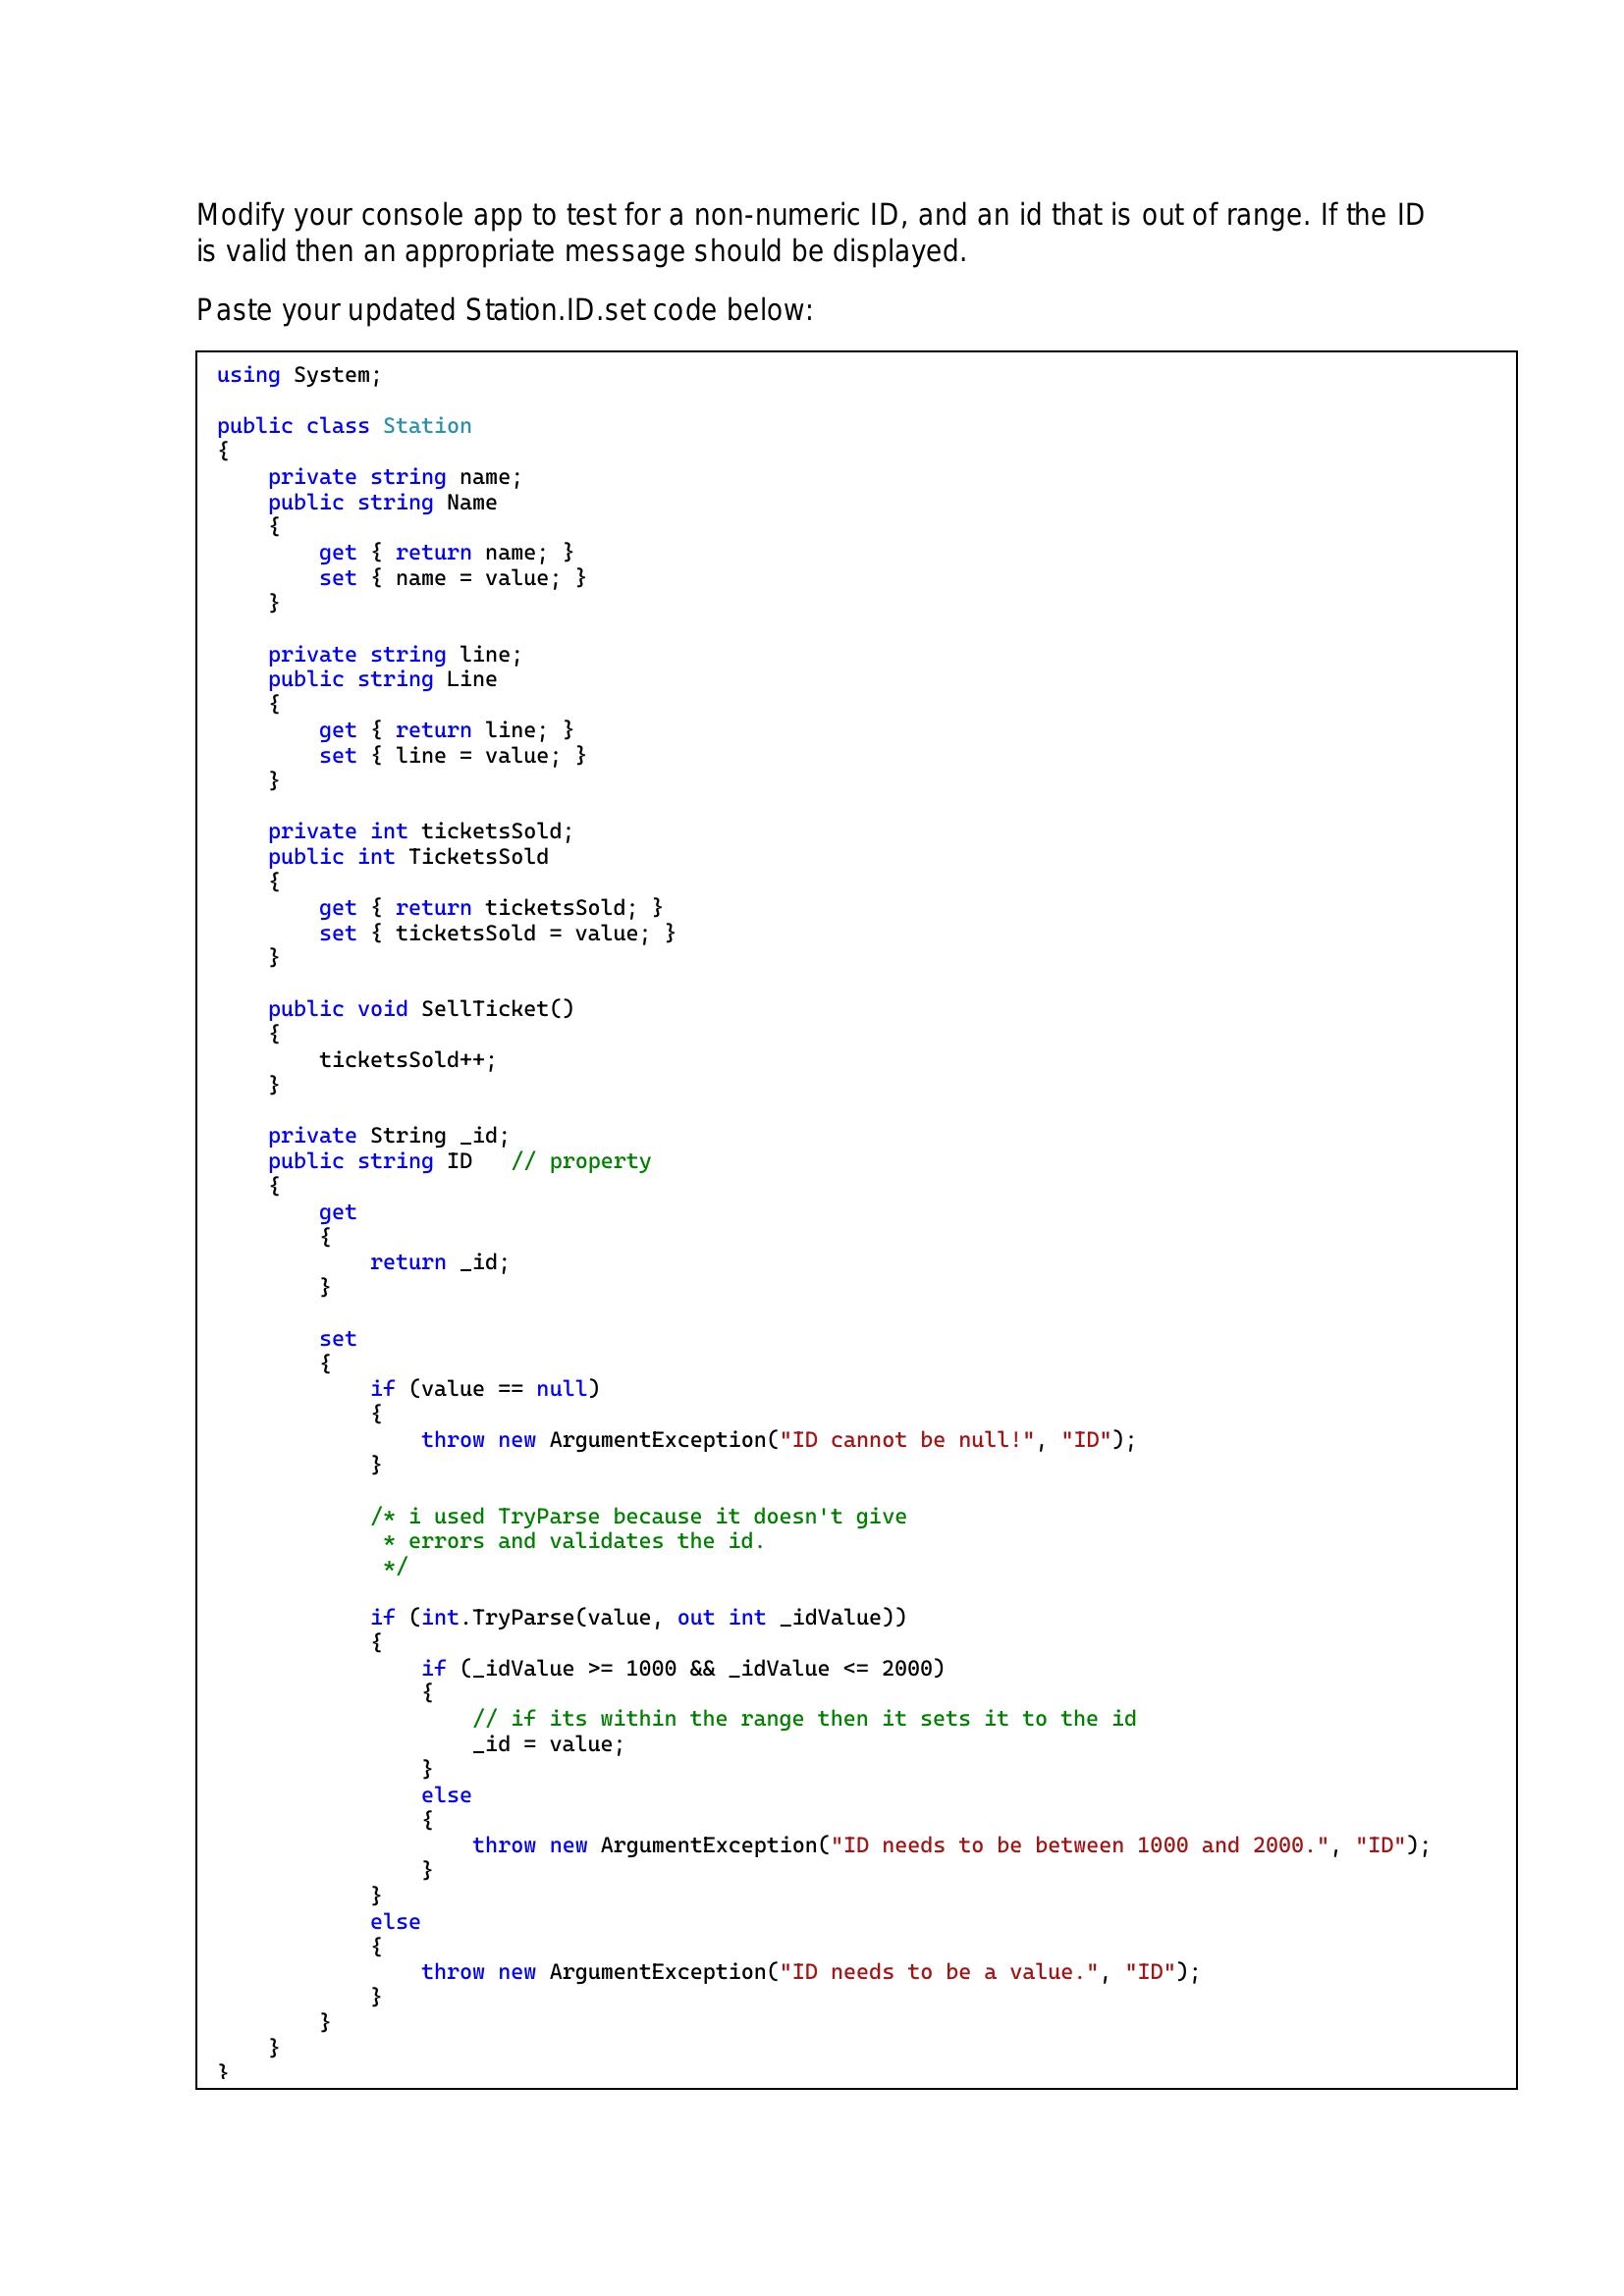 Modify your console app to test for a non-numeric ID, and an id that is out of range. If the ID
is valid then an appropriate message should be displayed.
Paste your updated Station.ID.set code below:
using System;
public class Station
{
    private string name;
    public string Name
    {
        get { return name; }
        set { name = value; }
    }
    private string line;
    public string Line
    {
        get { return line; }
        set { line = value; }
    }
    private int ticketsSold;
    public int TicketsSold
    {
        get { return ticketsSold; }
        set { ticketsSold = value; }
    }
    public void SellTicket()
    {
        ticketsSold++;
    }
    private String _id;
    public string ID   // property
    {
        get
        {
            return _id;
        }
        set
        {
            if (value == null)
            {
                throw new ArgumentException("ID cannot be null!", "ID");
            }
            /* i used TryParse because it doesn't give
             * errors and validates the id.
             */
            if (int.TryParse(value, out int _idValue))
            {
                if (_idValue >= 1000 && _idValue <= 2000)
                {
                    // if its within the range then it sets it to the id
                    _id = value;
                }
                else
                {
                    throw new ArgumentException("ID needs to be between 1000 and 2000.", "ID");
                }
            }
            else
            {
                throw new ArgumentException("ID needs to be a value.", "ID");
            }
        }
    }
}